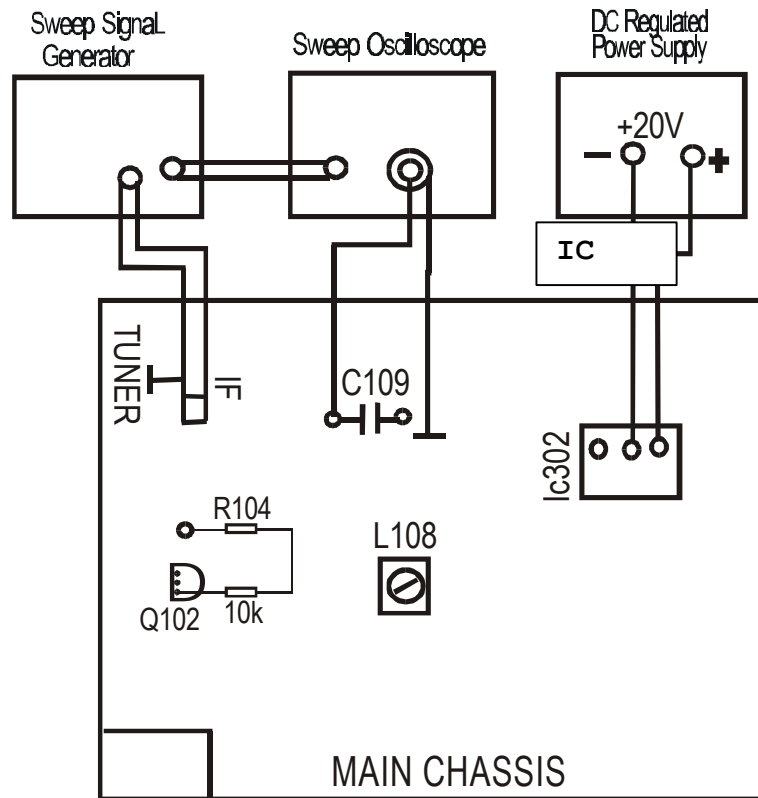 Sweep SignaL
Generator
Sweep Oscilloscope
DC Regulated
Power Supply
+20V
− +
IC
TUNER
IF
C109
Ic302
R104
Q102
10k
L108
MAIN CHASSIS